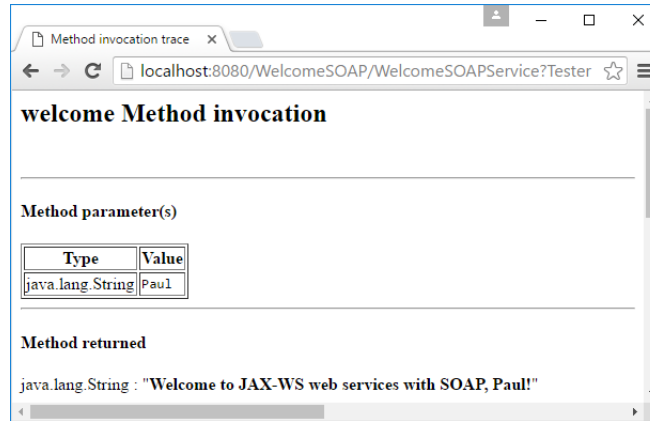 Method invocation trace
localhost:8080/WelcomeSOAP/WelcomeSOAPService?Tester
welcome Method invocation
Method parameter(s)
Type Value
java.lang.String Paul
Method returned
java.lang.String : "Welcome to JAX-WS web services with SOAP, Paul!"